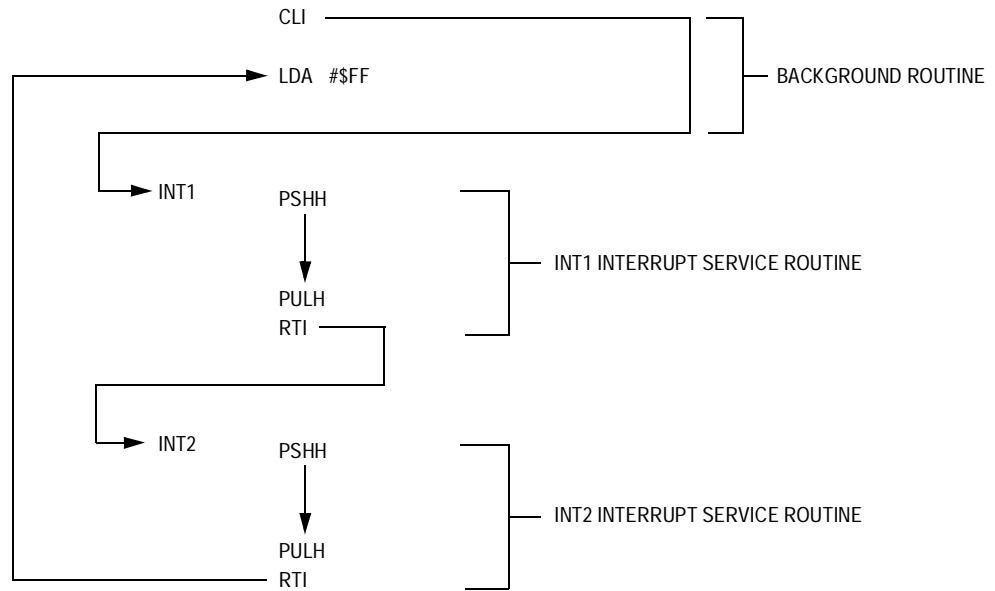 CLI
LDA #$FF
BACKGROUND ROUTINE
INT1
PSHH
INT1 INTERRUPT SERVICE ROUTINE
PULH
RTI
INT2
PSHH
INT2 INTERRUPT SERVICE ROUTINE
PULH
RTI